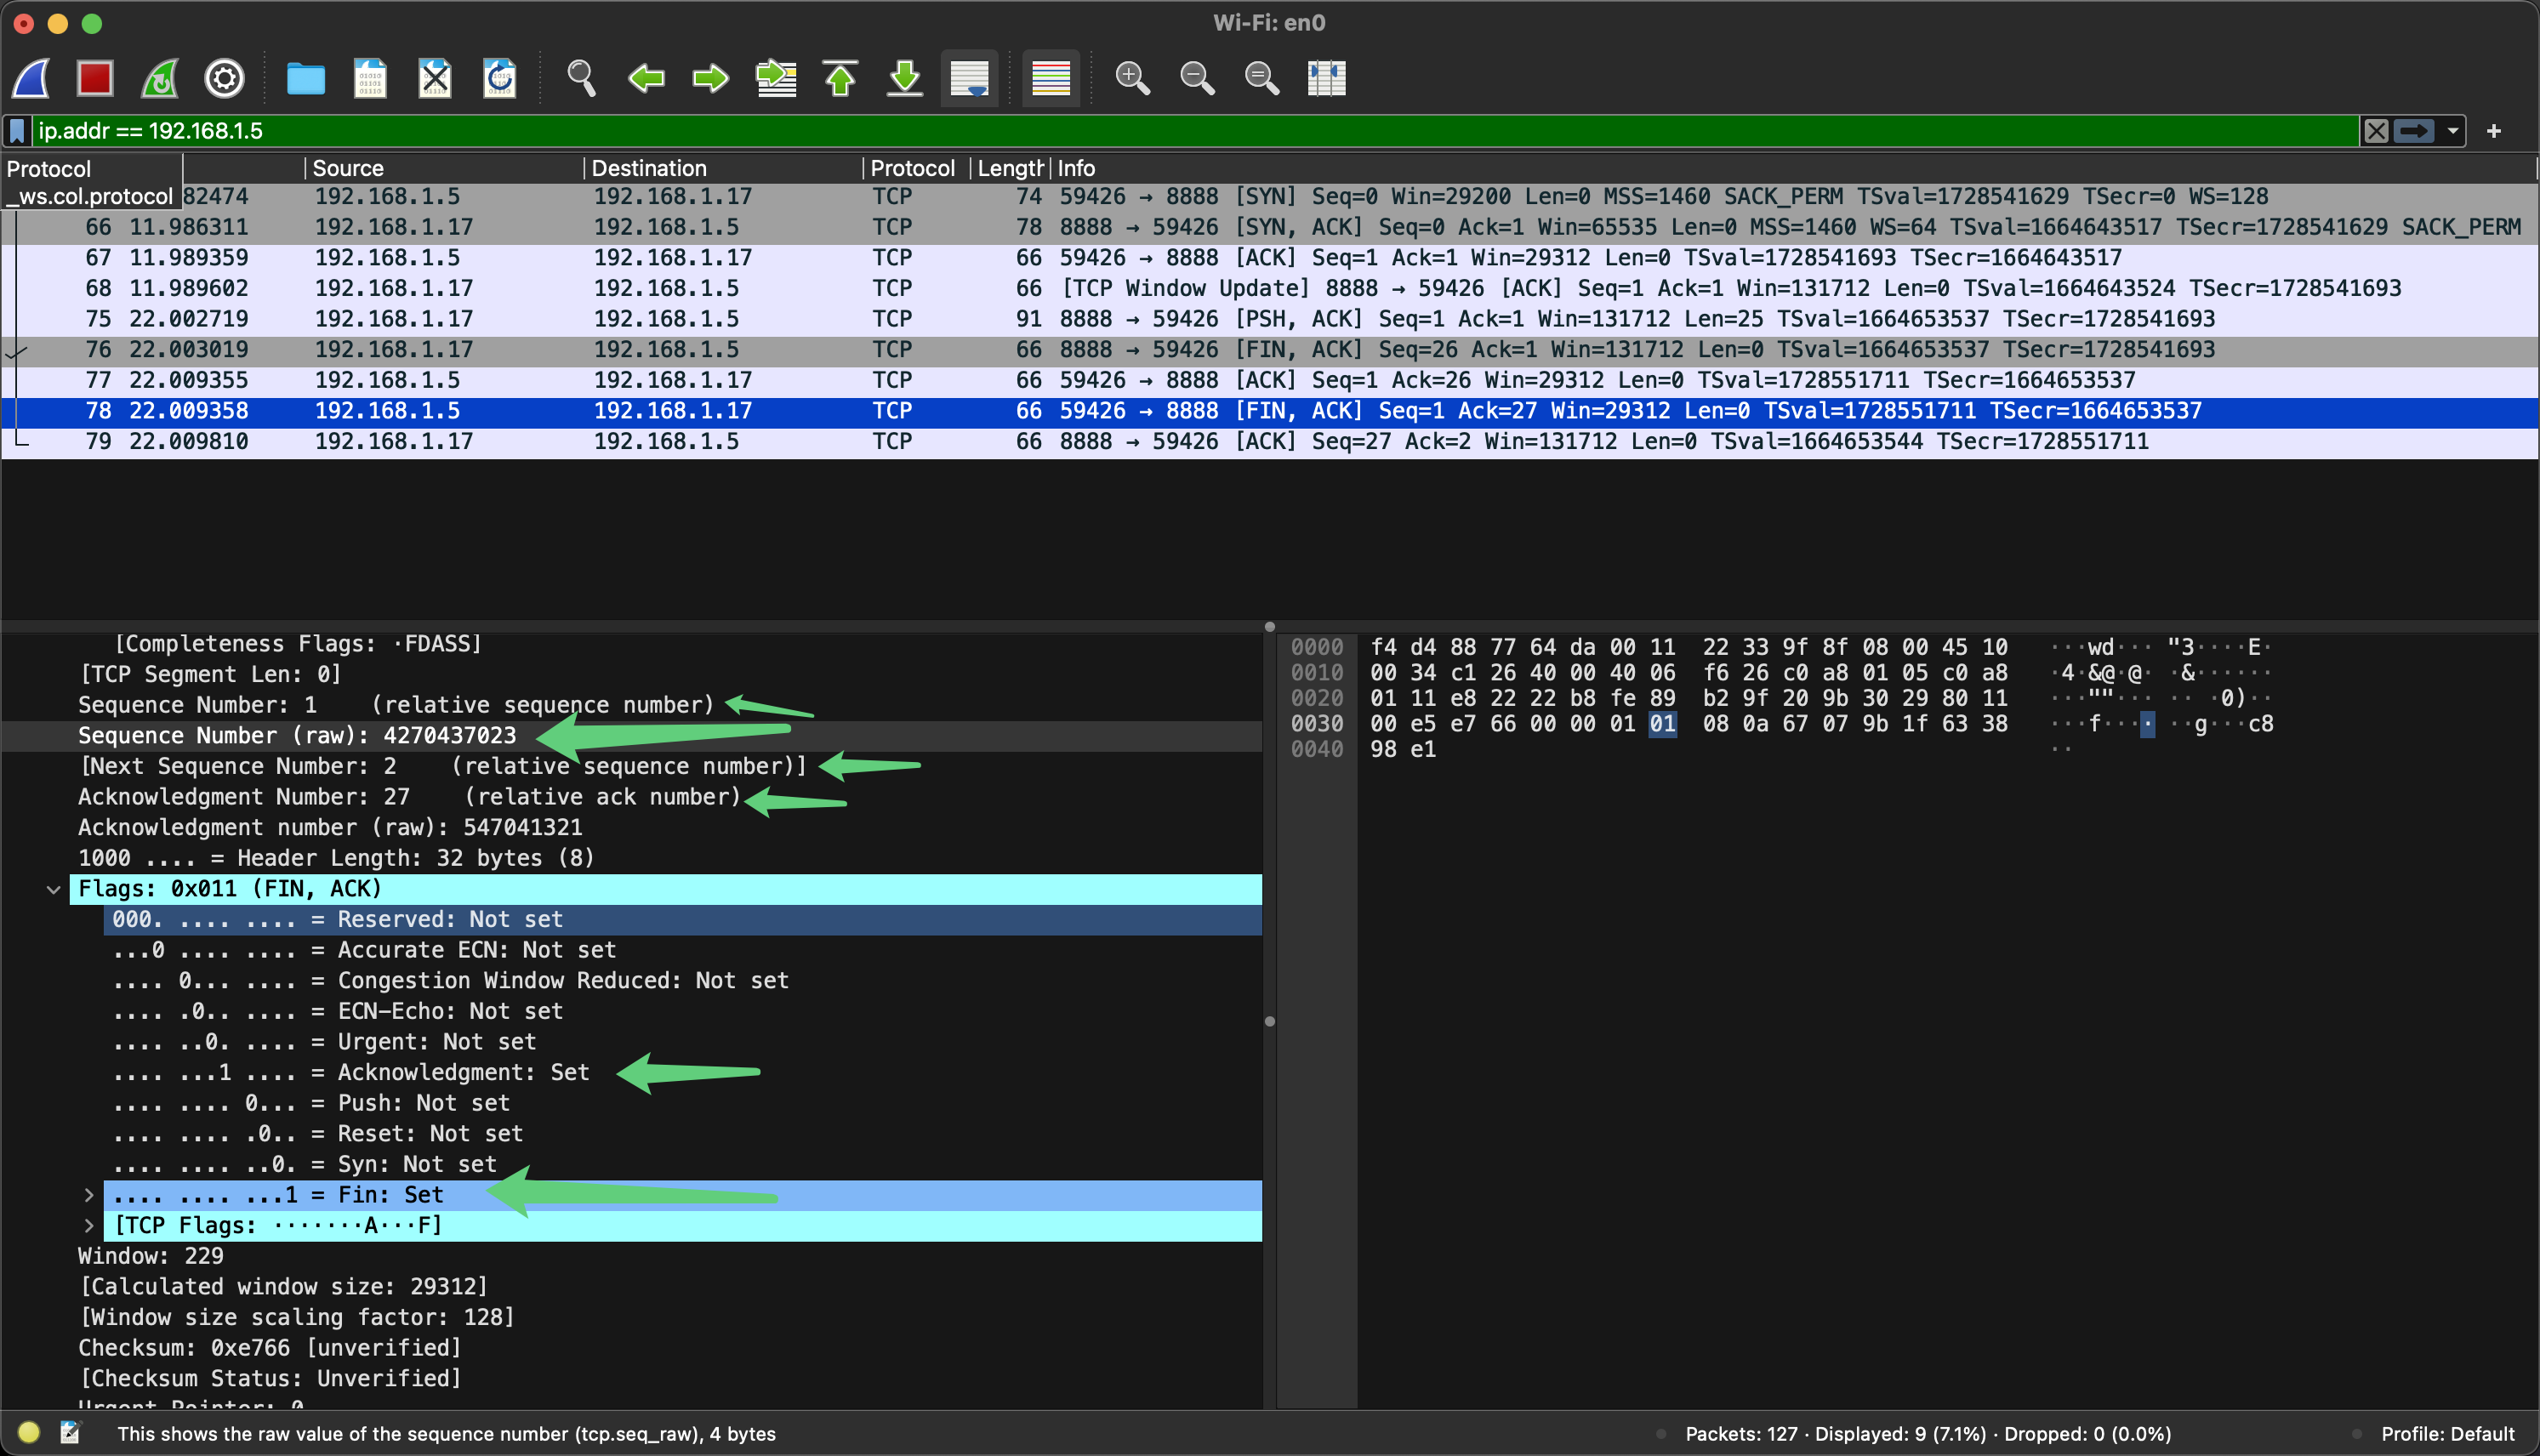 Wi-Fi: en0
ip.addr == 192.168.1.5
Protocol Source Destination Protocol Length Info
_ws.col.protocol 82474 192.168.1.5 192.168.1.17 TCP 74 59426 → 8888 [SYN] Seq=0 Win=29200 Len=0 MSS=1460 SACK_PERM TSval=1728541629 TSecr=0 WS=128
66 11.986311 192.168.1.17 192.168.1.5 TCP 78 8888 → 59426 [SYN, ACK] Seq=0 Ack=1 Win=65535 Len=0 MSS=1460 WS=64 TSval=1664643517 TSecr=1728541629 SACK_PERM
67 11.989359 192.168.1.5 192.168.1.17 TCP 66 59426 → 8888 [ACK] Seq=1 Ack=1 Win=29312 Len=0 TSval=1728541693 TSecr=1664643517
68 11.989602 192.168.1.17 192.168.1.5 TCP 66 [TCP Window Update] 8888 → 59426 [ACK] Seq=1 Ack=1 Win=131712 Len=0 TSval=1664643524 TSecr=1728541693
75 22.002719 192.168.1.17 192.168.1.5 TCP 91 8888 → 59426 [PSH, ACK] Seq=1 Ack=1 Win=131712 Len=25 TSval=1664653537 TSecr=1728541693
76 22.003019 192.168.1.17 192.168.1.5 TCP 66 8888 → 59426 [FIN, ACK] Seq=26 Ack=1 Win=131712 Len=0 TSval=1664653537 TSecr=1728541693
77 22.009355 192.168.1.5 192.168.1.17 TCP 66 59426 → 8888 [ACK] Seq=1 Ack=26 Win=29312 Len=0 TSval=1728551711 TSecr=1664653537
78 22.009358 192.168.1.5 192.168.1.17 TCP 66 59426 → 8888 [FIN, ACK] Seq=1 Ack=27 Win=29312 Len=0 TSval=1728551711 TSecr=1664653537
79 22.009810 192.168.1.17 192.168.1.5 TCP 66 8888 → 59426 [ACK] Seq=27 Ack=2 Win=131712 Len=0 TSval=1664653544 TSecr=1728551711
[Completeness Flags: ·FDASS]
[TCP Segment Len: 0]
Sequence Number: 1 (relative sequence number)
Sequence Number (raw): 4270437023
[Next Sequence Number: 2 (relative sequence number)]
Acknowledgment Number: 27 (relative ack number)
Acknowledgment number (raw): 547041321
1000 .... = Header Length: 32 bytes (8)
Flags: 0x011 (FIN, ACK)
000. .... .... = Reserved: Not set
...0 .... .... = Accurate ECN: Not set
.... 0... .... = Congestion Window Reduced: Not set
.... .0.. .... = ECN-Echo: Not set
.... ..0. .... = Urgent: Not set
.... ...1 .... = Acknowledgment: Set
.... .... 0... = Push: Not set
.... .... .0.. = Reset: Not set
.... .... ..0. = Syn: Not set
.... .... ...1 = Fin: Set
[TCP Flags: ·······A···F]
Window: 229
[Calculated window size: 29312]
[Window size scaling factor: 128]
Checksum: 0xe766 [unverified]
[Checksum Status: Unverified]
Urgent Pointer: 0
0000 f4 d4 88 77 64 da 00 11 22 33 9f 8f 08 00 45 10 ···wd··· "3····E·
0010 00 34 c1 26 40 00 40 06 f6 26 c0 a8 01 05 c0 a8 ·4·&@·@· ·&······
0020 01 11 e8 22 22 b8 fe 89 b2 9f 20 9b 30 29 80 11 ···""··· ·· ·0)··
0030 00 e5 e7 66 00 00 01 01 08 0a 67 07 9b 1f 63 38 ···f···· ··g···c8
0040 98 e1 ··
This shows the raw value of the sequence number (tcp.seq_raw), 4 bytes
Packets: 127 · Displayed: 9 (7.1%) · Dropped: 0 (0.0%)
Profile: Default